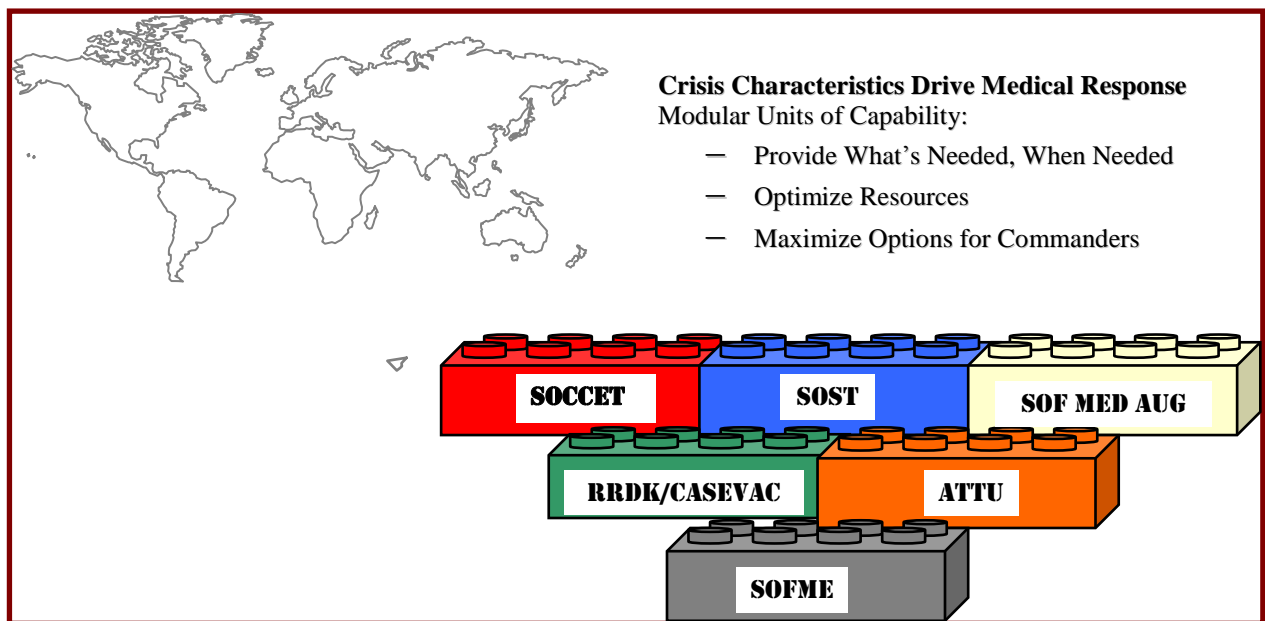 Crisis Characteristics Drive Medical Response
Modular Units of Capability:
— Provide What's Needed, When Needed
— Optimize Resources
— Maximize Options for Commanders
SOCCET
SOST
SOF MED AUG
RRDK/CASEVAC
ATTU
SOFME